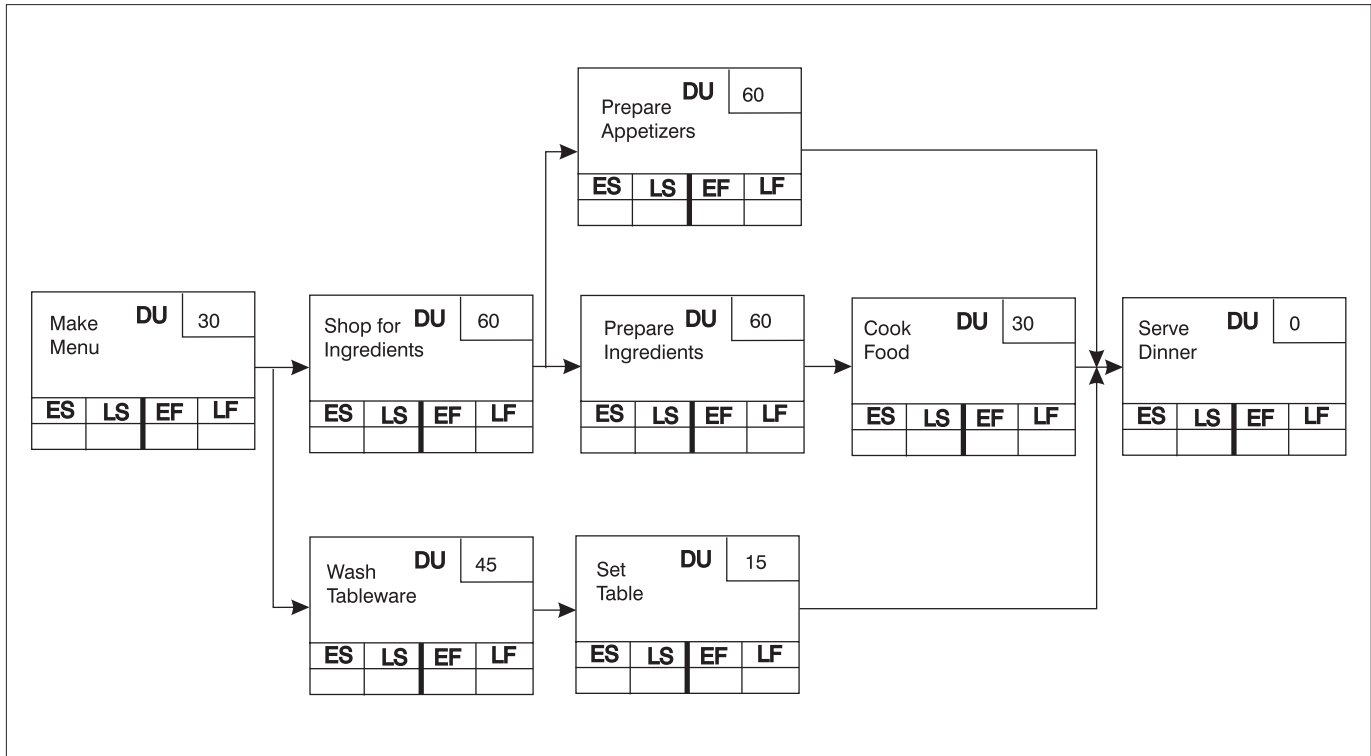 Prepare
Appetizers
DU
60
ES LS EF LF
Make
Menu
DU
30
ES LS EF LF
Shop for
Ingredients
DU
60
ES LS EF LF
Prepare
Ingredients
DU
60
ES LS EF LF
Cook
Food
DU
30
ES LS EF LF
Serve
Dinner
DU
0
ES LS EF LF
Wash
Tableware
DU
45
ES LS EF LF
Set
Table
DU
15
ES LS EF LF